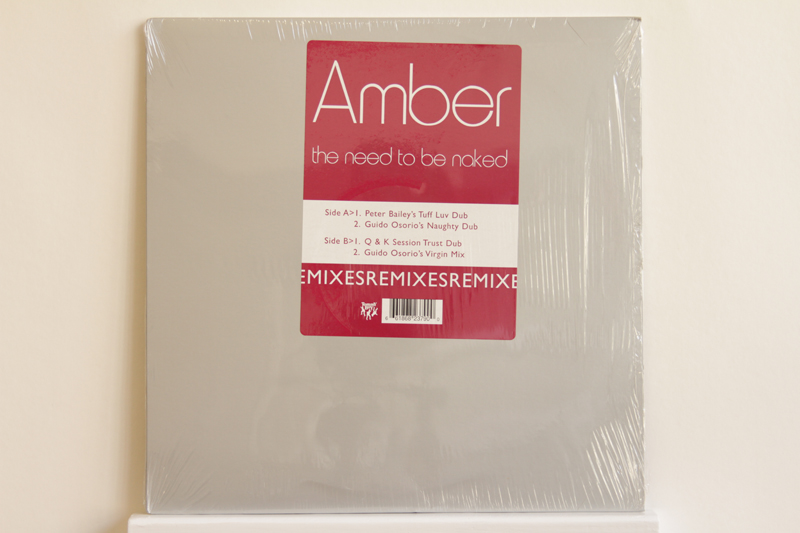 Amber
the need to be naked
Side A>1. Peter Bailey's Tuff Luv Dub
2. Guido Osorio's Naughty Dub
Side B>1. Q & K Session Trust Dub
2. Guido Osorio's Virgin Mix
EMIXESREMIXESREMIXE